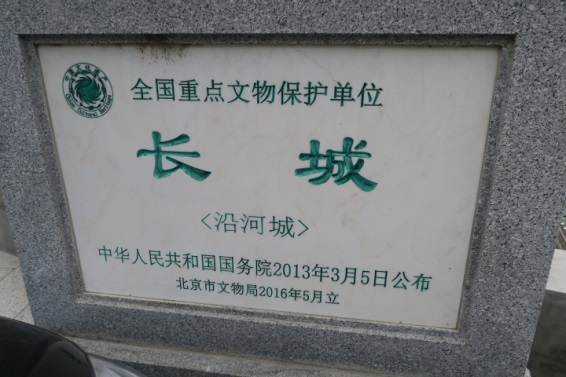 全国重点文物保护单位
长城
<沿河城>
中华人民共和国国务院2013年3月5日公布
北京市文物局2016年5月立